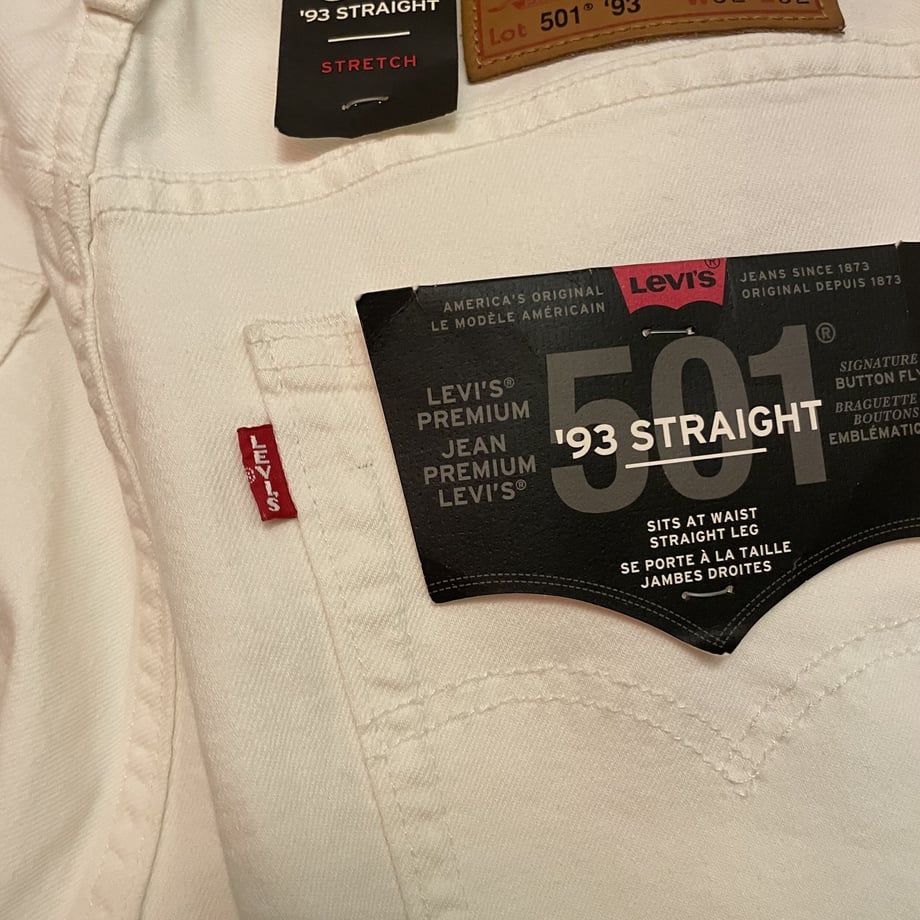 '93 STRAIGHT
STRETCH
Lot 501® '93
Levi's®
AMERICA'S ORIGINAL
LE MODÈLE AMÉRICAIN
JEANS SINCE 1873
ORIGINAL DEPUIS 1873
501®
LEVI'S®
PREMIUM
JEAN
PREMIUM
LEVI'S®
'93 STRAIGHT
SIGNATURE
BUTTON FLY
BRAGUETTE
BOUTONS
EMBLÉMATIQ
SITS AT WAIST
STRAIGHT LEG
SE PORTE À LA TAILLE
JAMBES DROITES
LEVI'S
®